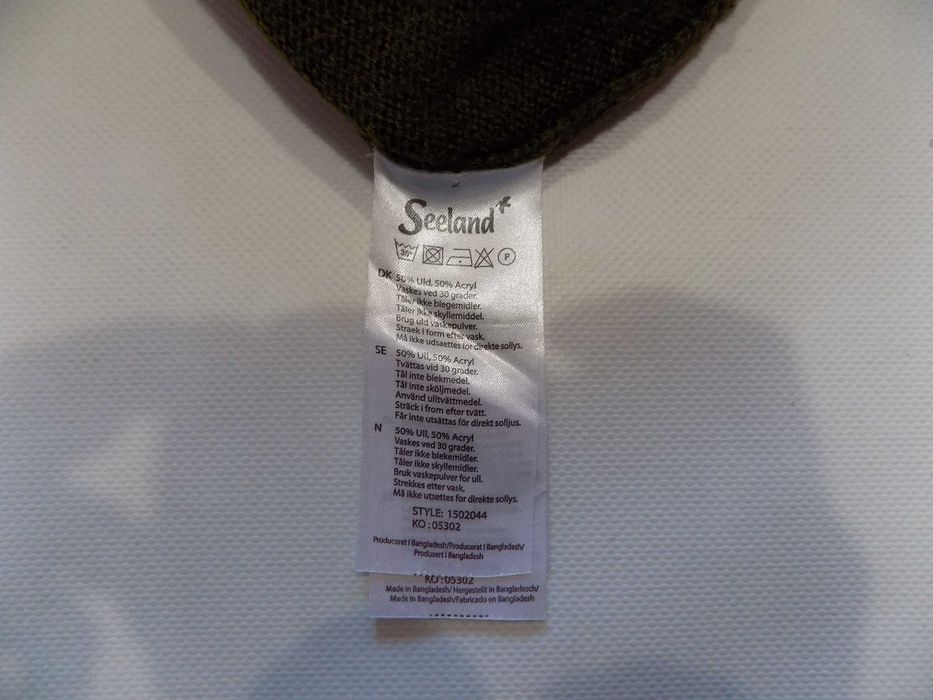 Seeland
30° P
DK 50% Uld, 50% Acryl
Vaskes ved 30 grader.
Tåler ikke blegemidler.
Tåler ikke skyllemiddel.
Brug uld vaskepulver.
Straek i form efter vask.
Må ikke udsaettes for direkte sollys.
SE 50% Ull, 50% Acryl
Tvättas vid 30 grader.
Tål inte blekmedel.
Tål inte sköljmedel.
Använd ulltvättmedel.
Sträck i from efter tvätt.
Får inte utsättas för direkt solljus.
N 50% Ull, 50% Acryl
Vaskes ved 30 grader.
Tåler ikke blekemidler.
Tåler ikke skyllemidler.
Bruk vaskepulver for ull.
Strekkes etter vask.
Må ikke utsettes for direkte sollys.
STYLE: 1502044
KO : 05302
Produceret i Bangladesh/Producerat i Bangladesh/
Produsert i Bangladesh
KO : 05302
Made in Bangladesh/ Hergestellt in Bangladesch/
Made in Bangladesh/Fabricado en Bangladesh